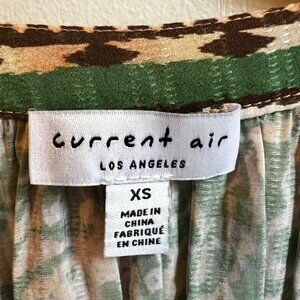 current air
LOS ANGELES
XS
MADE IN
CHINA
FABRIQUÉ
EN CHINE